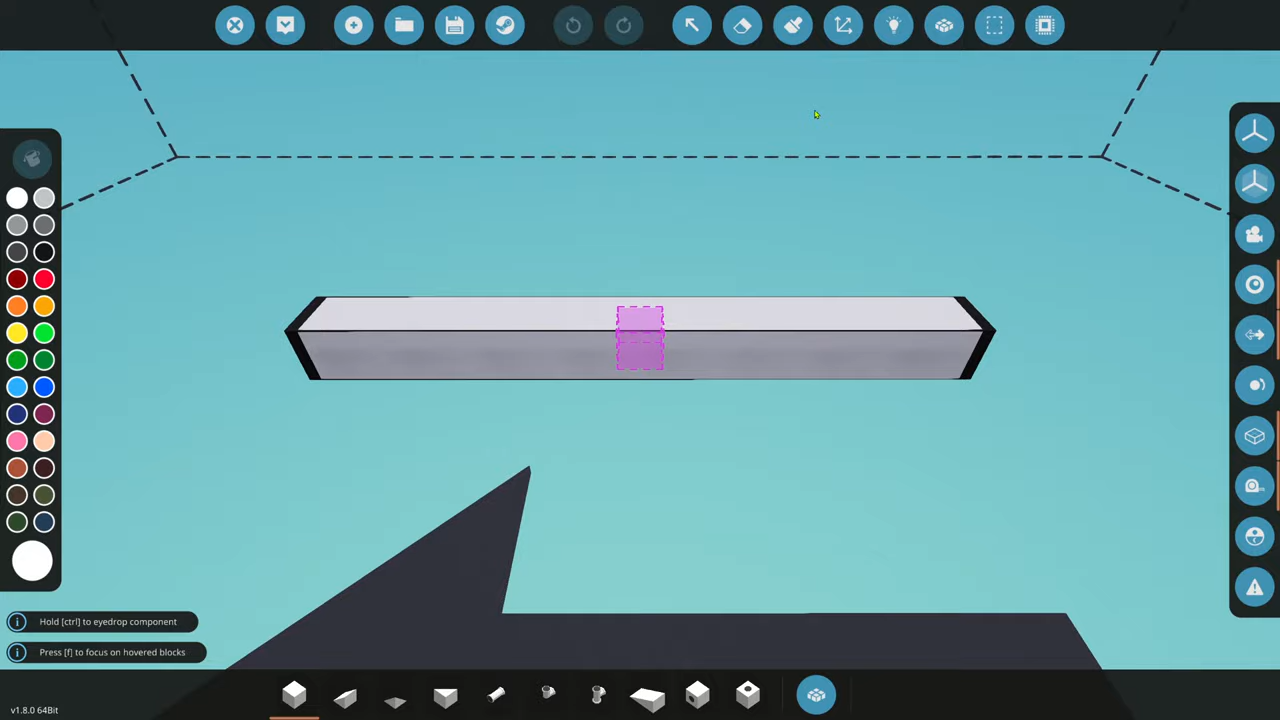 Hold [ctrl] to eyedrop component
Press [f] to focus on hovered blocks
v1.8.0 64Bit